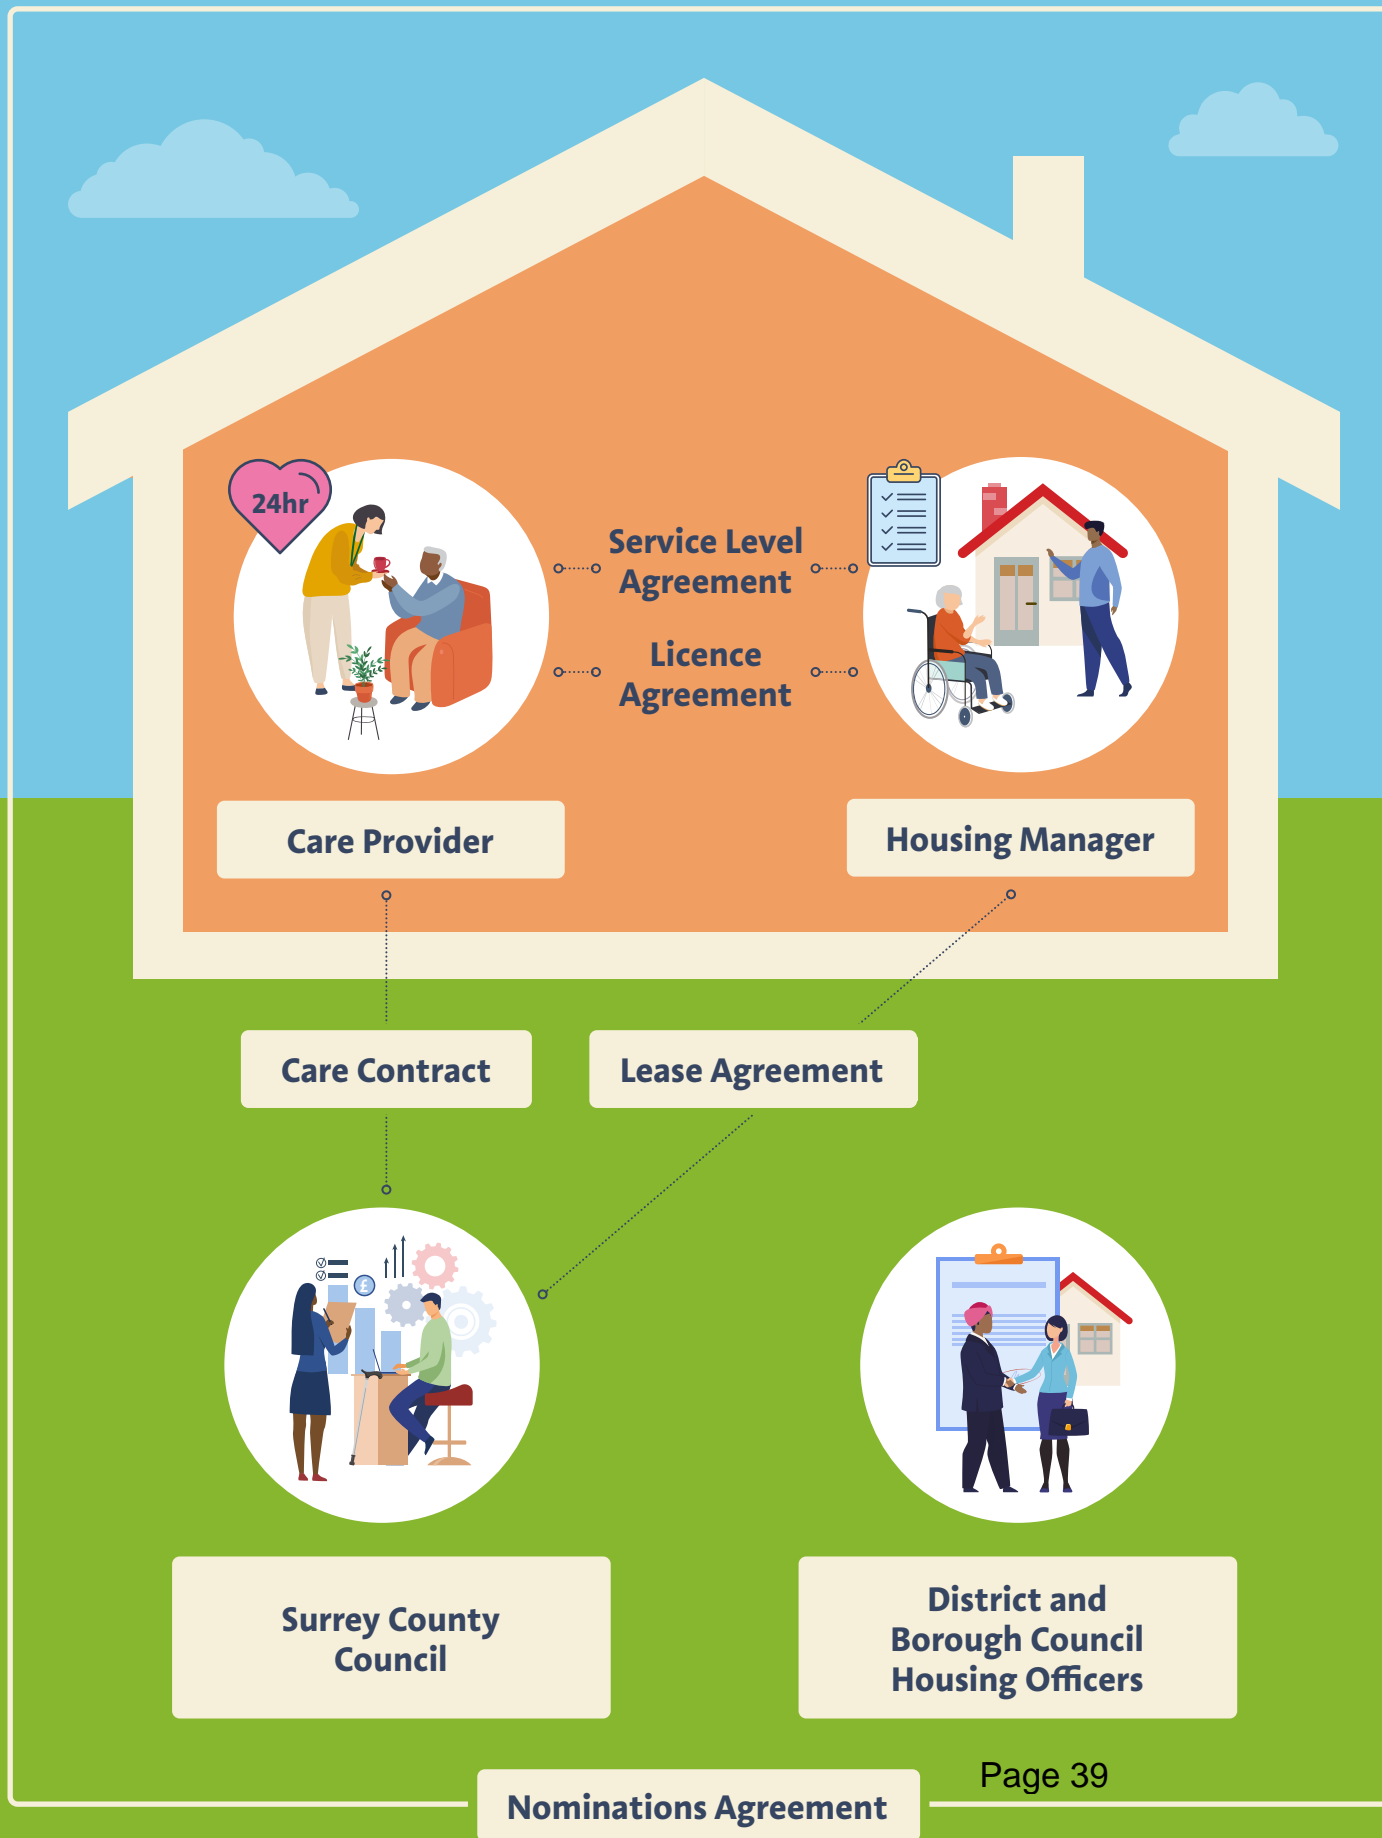 24hr
Service Level
Agreement
Licence
Agreement
Care Provider
Housing Manager
Care Contract
Lease Agreement
£
Surrey County
Council
District and
Borough Council
Housing Officers
Page 39
Nominations Agreement